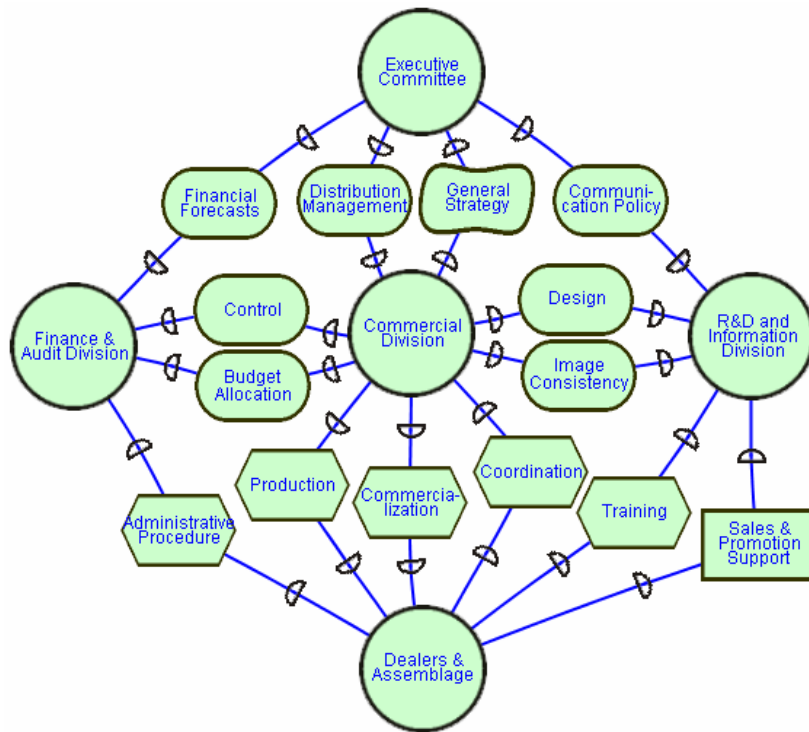 Executive
Committee
Financial
Forecasts
Distribution
Management
General
Strategy
Communi-
cation Policy
Control
Design
Finance &
Audit Division
Commercial
Division
R&D and
Information
Division
Budget
Allocation
Image
Consistency
Production
Commercia-
lization
Coordination
Administrative
Procedure
Training
Sales &
Promotion
Support
Dealers &
Assemblage